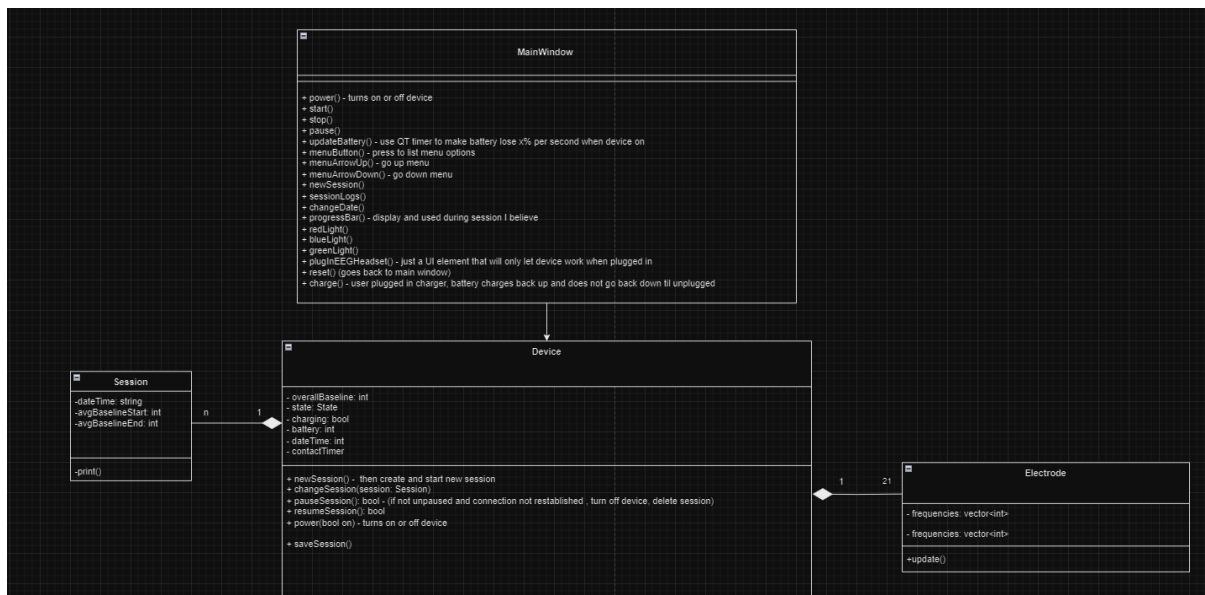 MainWindow
+ power() - turns on or off device
+ start()
+ stop()
+ pause()
+ updateBattery() - use QT timer to make battery lose x% per second when device on
+ menuButton() - press to list menu options
+ menuArrowUp() - go up menu
+ menuArrowDown() - go down menu
+ newSession()
+ sessionLogs()
+ changeDate()
+ progressBar() - display and used during session I believe
+ redLight()
+ blueLight()
+ greenLight()
+ plugInEEGHeadset() - just a UI element that will only let device work when plugged in
+ reset() (goes back to main window)
+ charge() - user plugged in charger, battery charges back up and does not go back down til unplugged
Session
-dateTime: string
-avgBaselineStart: int
-avgBaselineEnd: int
-print()
n
1
Device
- overallBaseline: int
- state: State
- charging: bool
- battery: int
- dateTime: int
- contactTimer
+ newSession() - then create and start new session
+ changeSession(session: Session)
+ pauseSession(): bool - (if not unpaused and connection not restablished , turn off device, delete session)
+ resumeSession(): bool
+ power(bool on) - turns on or off device
+ saveSession()
1
21
Electrode
- frequencies: vector<int>
- frequencies: vector<int>
+update()